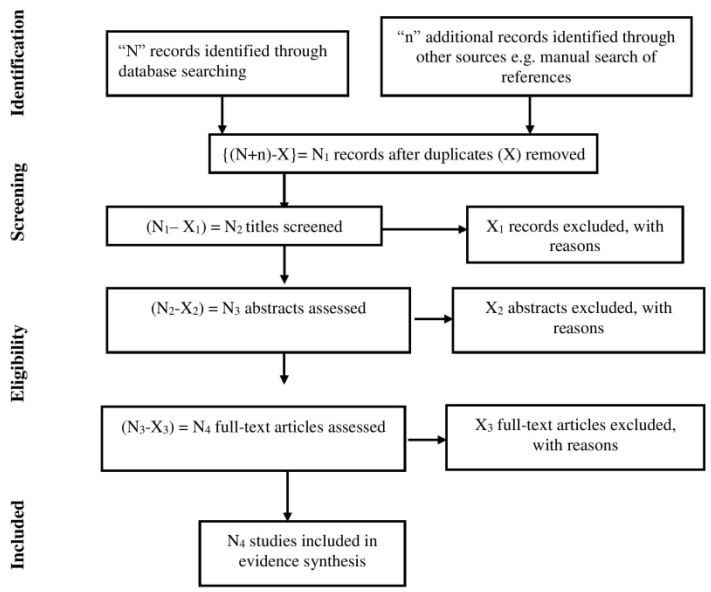 Identification
“N” records identified through
database searching
“n” additional records identified through
other sources e.g. manual search of
references
{(N+n)-X}= N₁ records after duplicates (X) removed
Screening
(N₁– X₁) = N₂ titles screened
X₁ records excluded, with
reasons
Eligibility
(N₂-X₂) = N₃ abstracts assessed
X₂ abstracts excluded, with
reasons
(N₃-X₃) = N₄ full-text articles assessed
X₃ full-text articles excluded,
with reasons
Included
N₄ studies included in
evidence synthesis